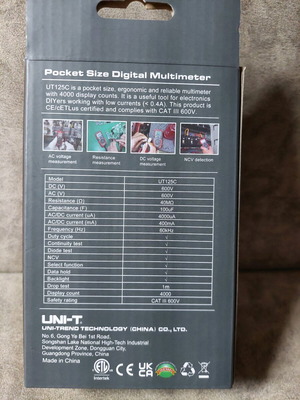 Pocket Size Digital Multimeter
UT125C is a pocket size, ergonomic and reliable multimeter
with 4000 display counts. It is a useful tool for electronics
DIYers working with low currents (< 0.4A). This product is
CE/cETLus certified and complies with CAT III 600V.
AC voltage measurement
Resistance measurement
DC voltage measurement
NCV detection
Model UT125C
DC (V) 600V
AC (V) 600V
Resistance (Ω) 40MΩ
Capacitance (F) 100uF
AC/DC current (uA) 4000uA
AC/DC current (mA) 400mA
Frequency (Hz) 60kHz
Duty cycle √
Continuity test √
Diode test √
NCV √
Select function √
Data hold √
Backlight √
Drop test 1m
Display count 4000
Safety rating CAT III 600V
UNI-T
UNI-TREND TECHNOLOGY (CHINA) CO., LTD.
No.6, Gong Ye Bei 1st Road,
Songshan Lake National High-Tech Industrial
Development Zone, Dongguan City,
Guangdong Province, China
Made in China
ETL
Intertek
CE
UK
CA